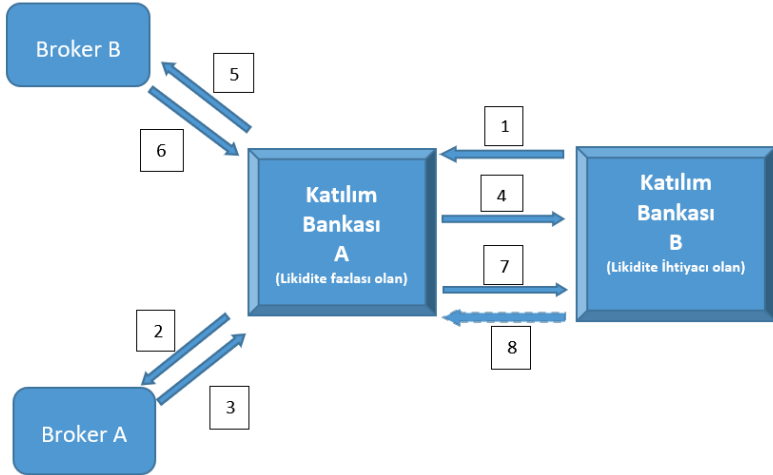 Broker B
5
6
1
Katılım
Bankası
A
(Likidite fazlası olan)
4
7
8
Katılım
Bankası
B
(Likidite İhtiyacı olan)
2
3
Broker A